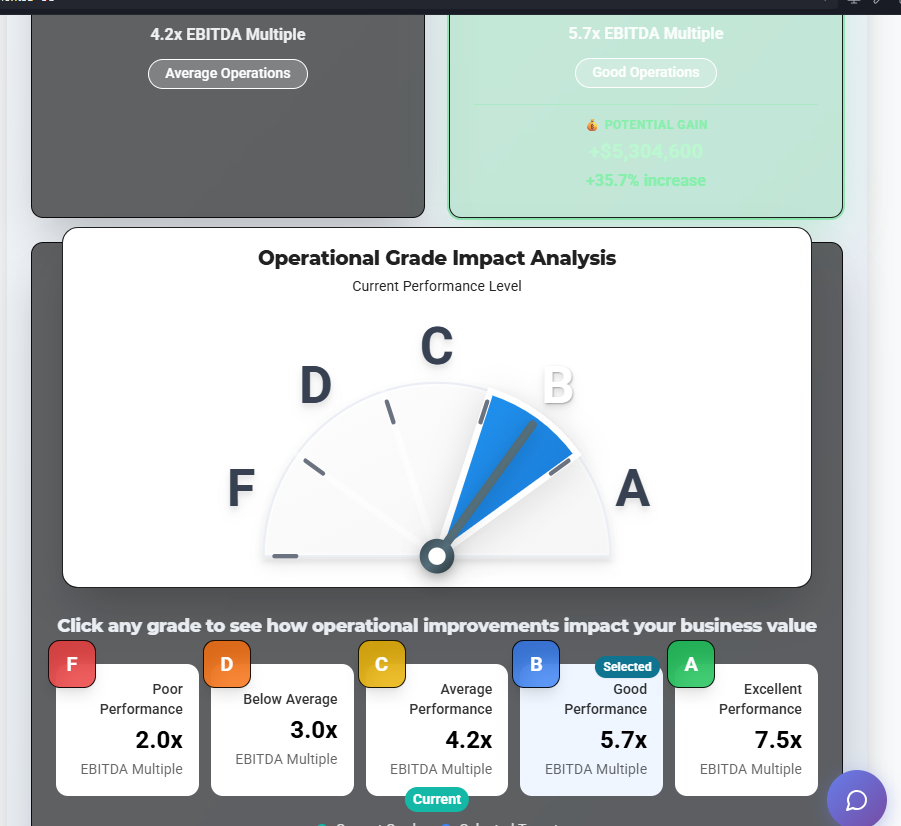 4.2x EBITDA Multiple
Average Operations
5.7x EBITDA Multiple
Good Operations
💰 POTENTIAL GAIN
+$5,304,600
+35.7% increase
Operational Grade Impact Analysis
Current Performance Level
C
D
B
F
A
Click any grade to see how operational improvements impact your business value
F
Poor
Performance
2.0x
EBITDA Multiple
D
Below Average
3.0x
EBITDA Multiple
C
Average
Performance
4.2x
EBITDA Multiple
Current
B
Selected
Good
Performance
5.7x
EBITDA Multiple
A
Excellent
Performance
7.5x
EBITDA Multiple